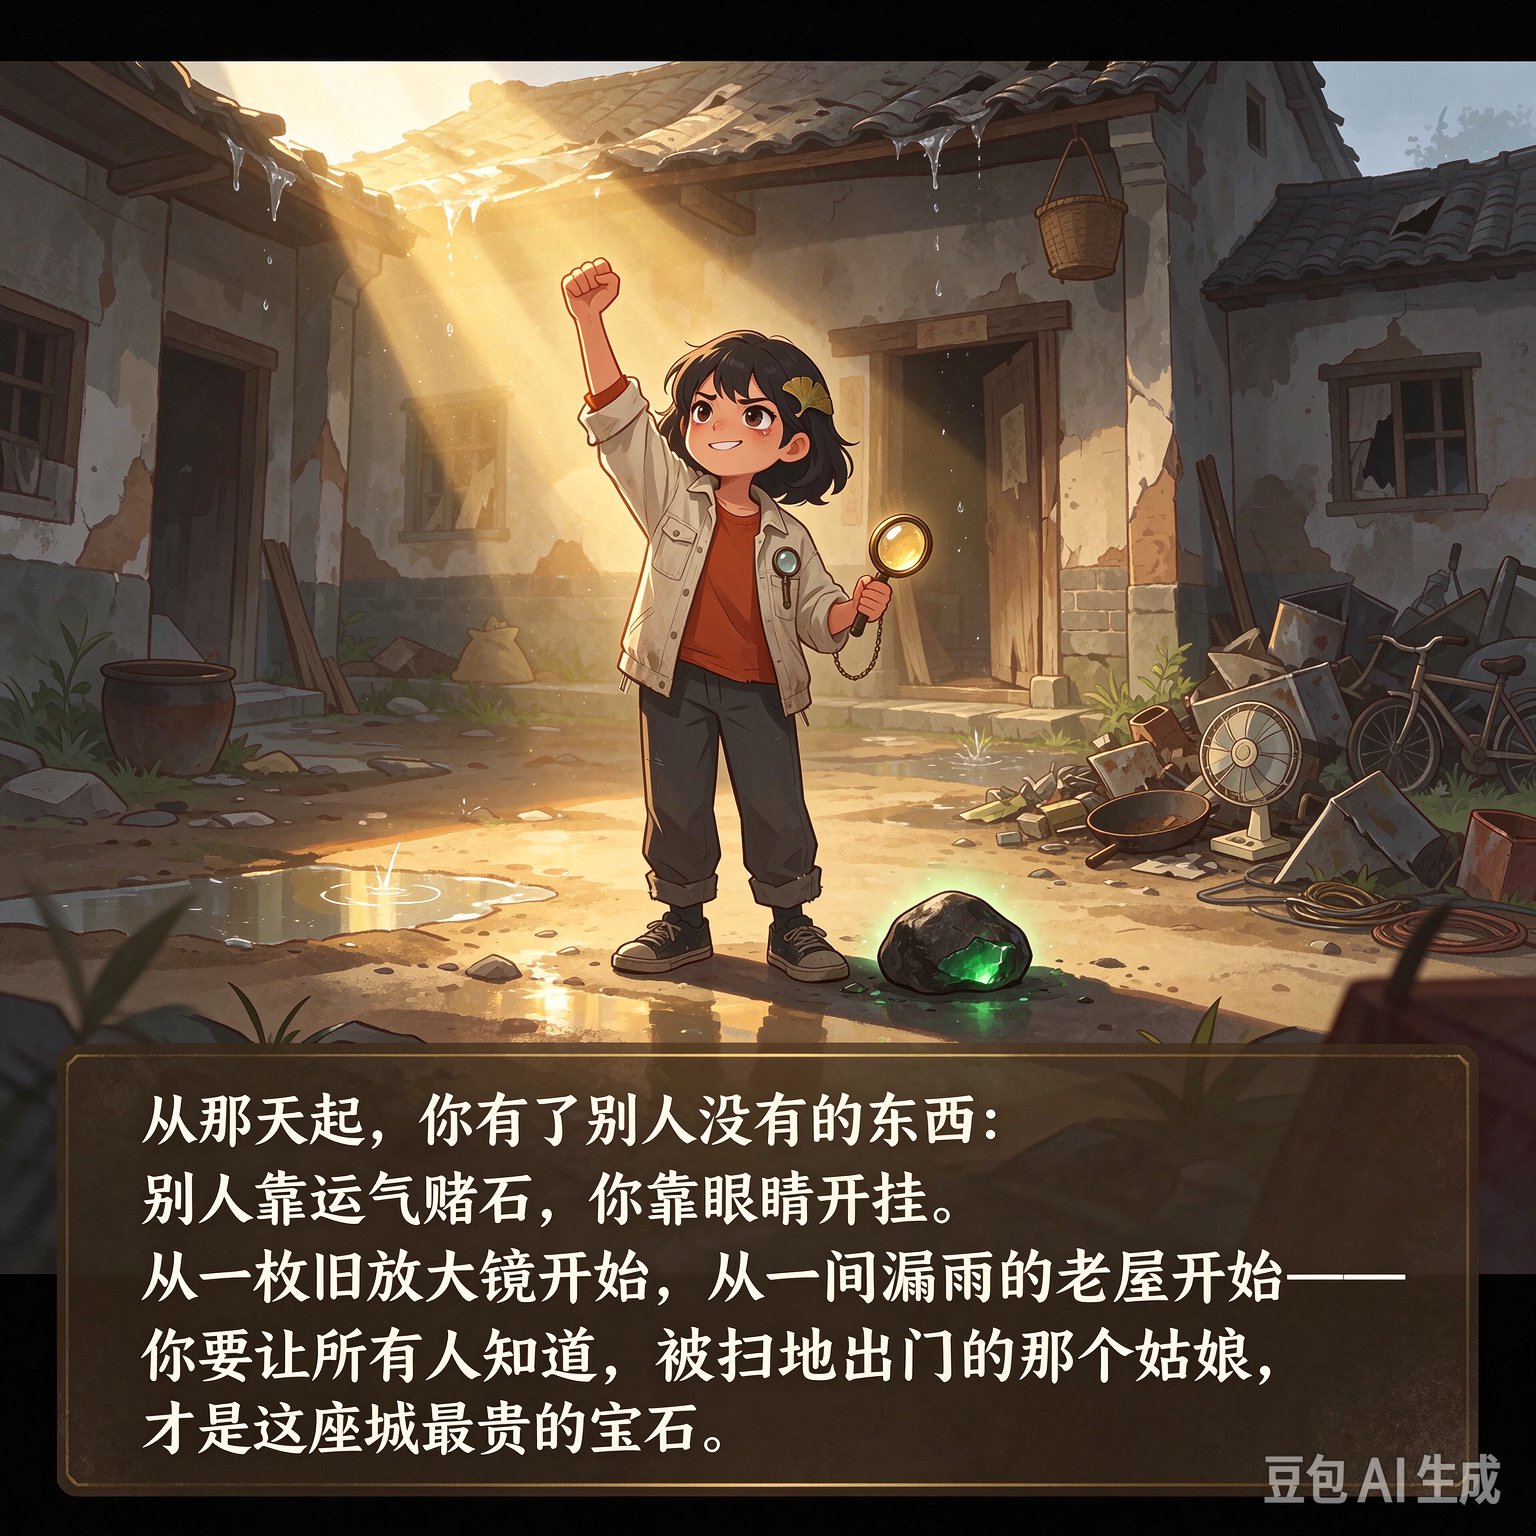 从那天起，你有了别人没有的东西：
别人靠运气赌石，你靠眼睛开挂。
从一枚旧放大镜开始，从一间漏雨的老屋开始——
你要让所有人知道，被扫地出门的那个姑娘，
才是这座城最贵的宝石。
豆包AI生成